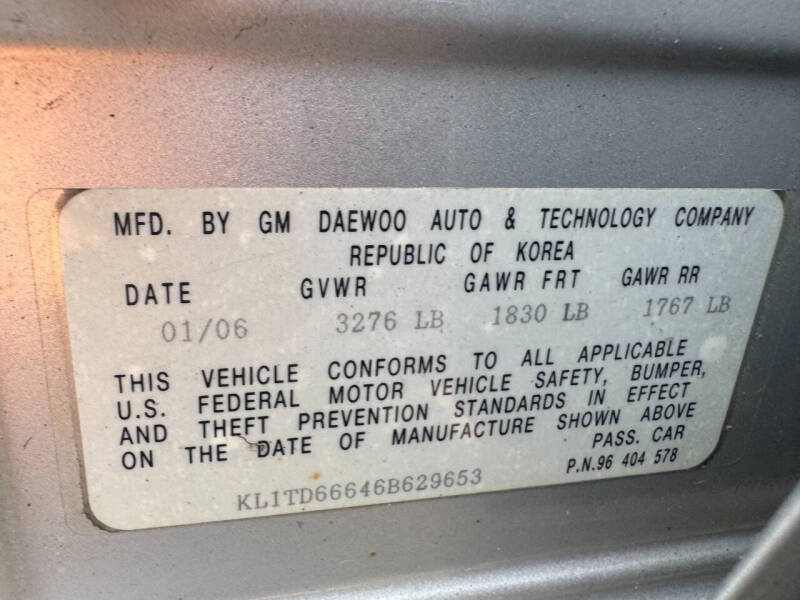 MFD. BY GM DAEWOO AUTO & TECHNOLOGY COMPANY
REPUBLIC OF KOREA
DATE GVWR GAWR FRT GAWR RR
01/06 3276 LB 1830 LB 1767 LB
THIS VEHICLE CONFORMS TO ALL APPLICABLE
U.S. FEDERAL MOTOR VEHICLE SAFETY, BUMPER,
AND THEFT PREVENTION STANDARDS IN EFFECT
ON THE DATE OF MANUFACTURE SHOWN ABOVE
PASS. CAR
P.N.96 404 578
KL1TD66646B629653